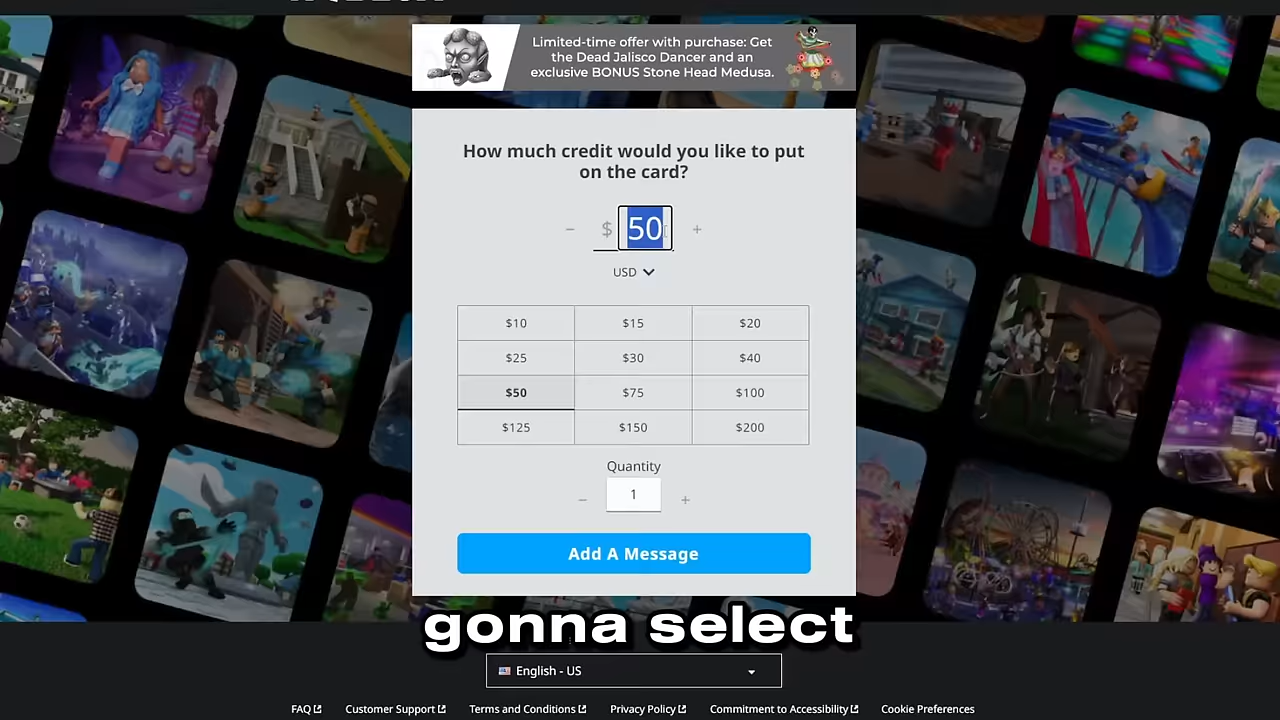 Limited-time offer with purchase: Get
the Dead Jalisco Dancer and an
exclusive BONUS Stone Head Medusa.
How much credit would you like to put
on the card?
− $ 50 +
USD
$10 $15 $20
$25 $30 $40
$50 $75 $100
$125 $150 $200
Quantity
− 1 +
Add A Message
gonna select
English - US
FAQ Customer Support Terms and Conditions Privacy Policy Commitment to Accessibility Cookie Preferences